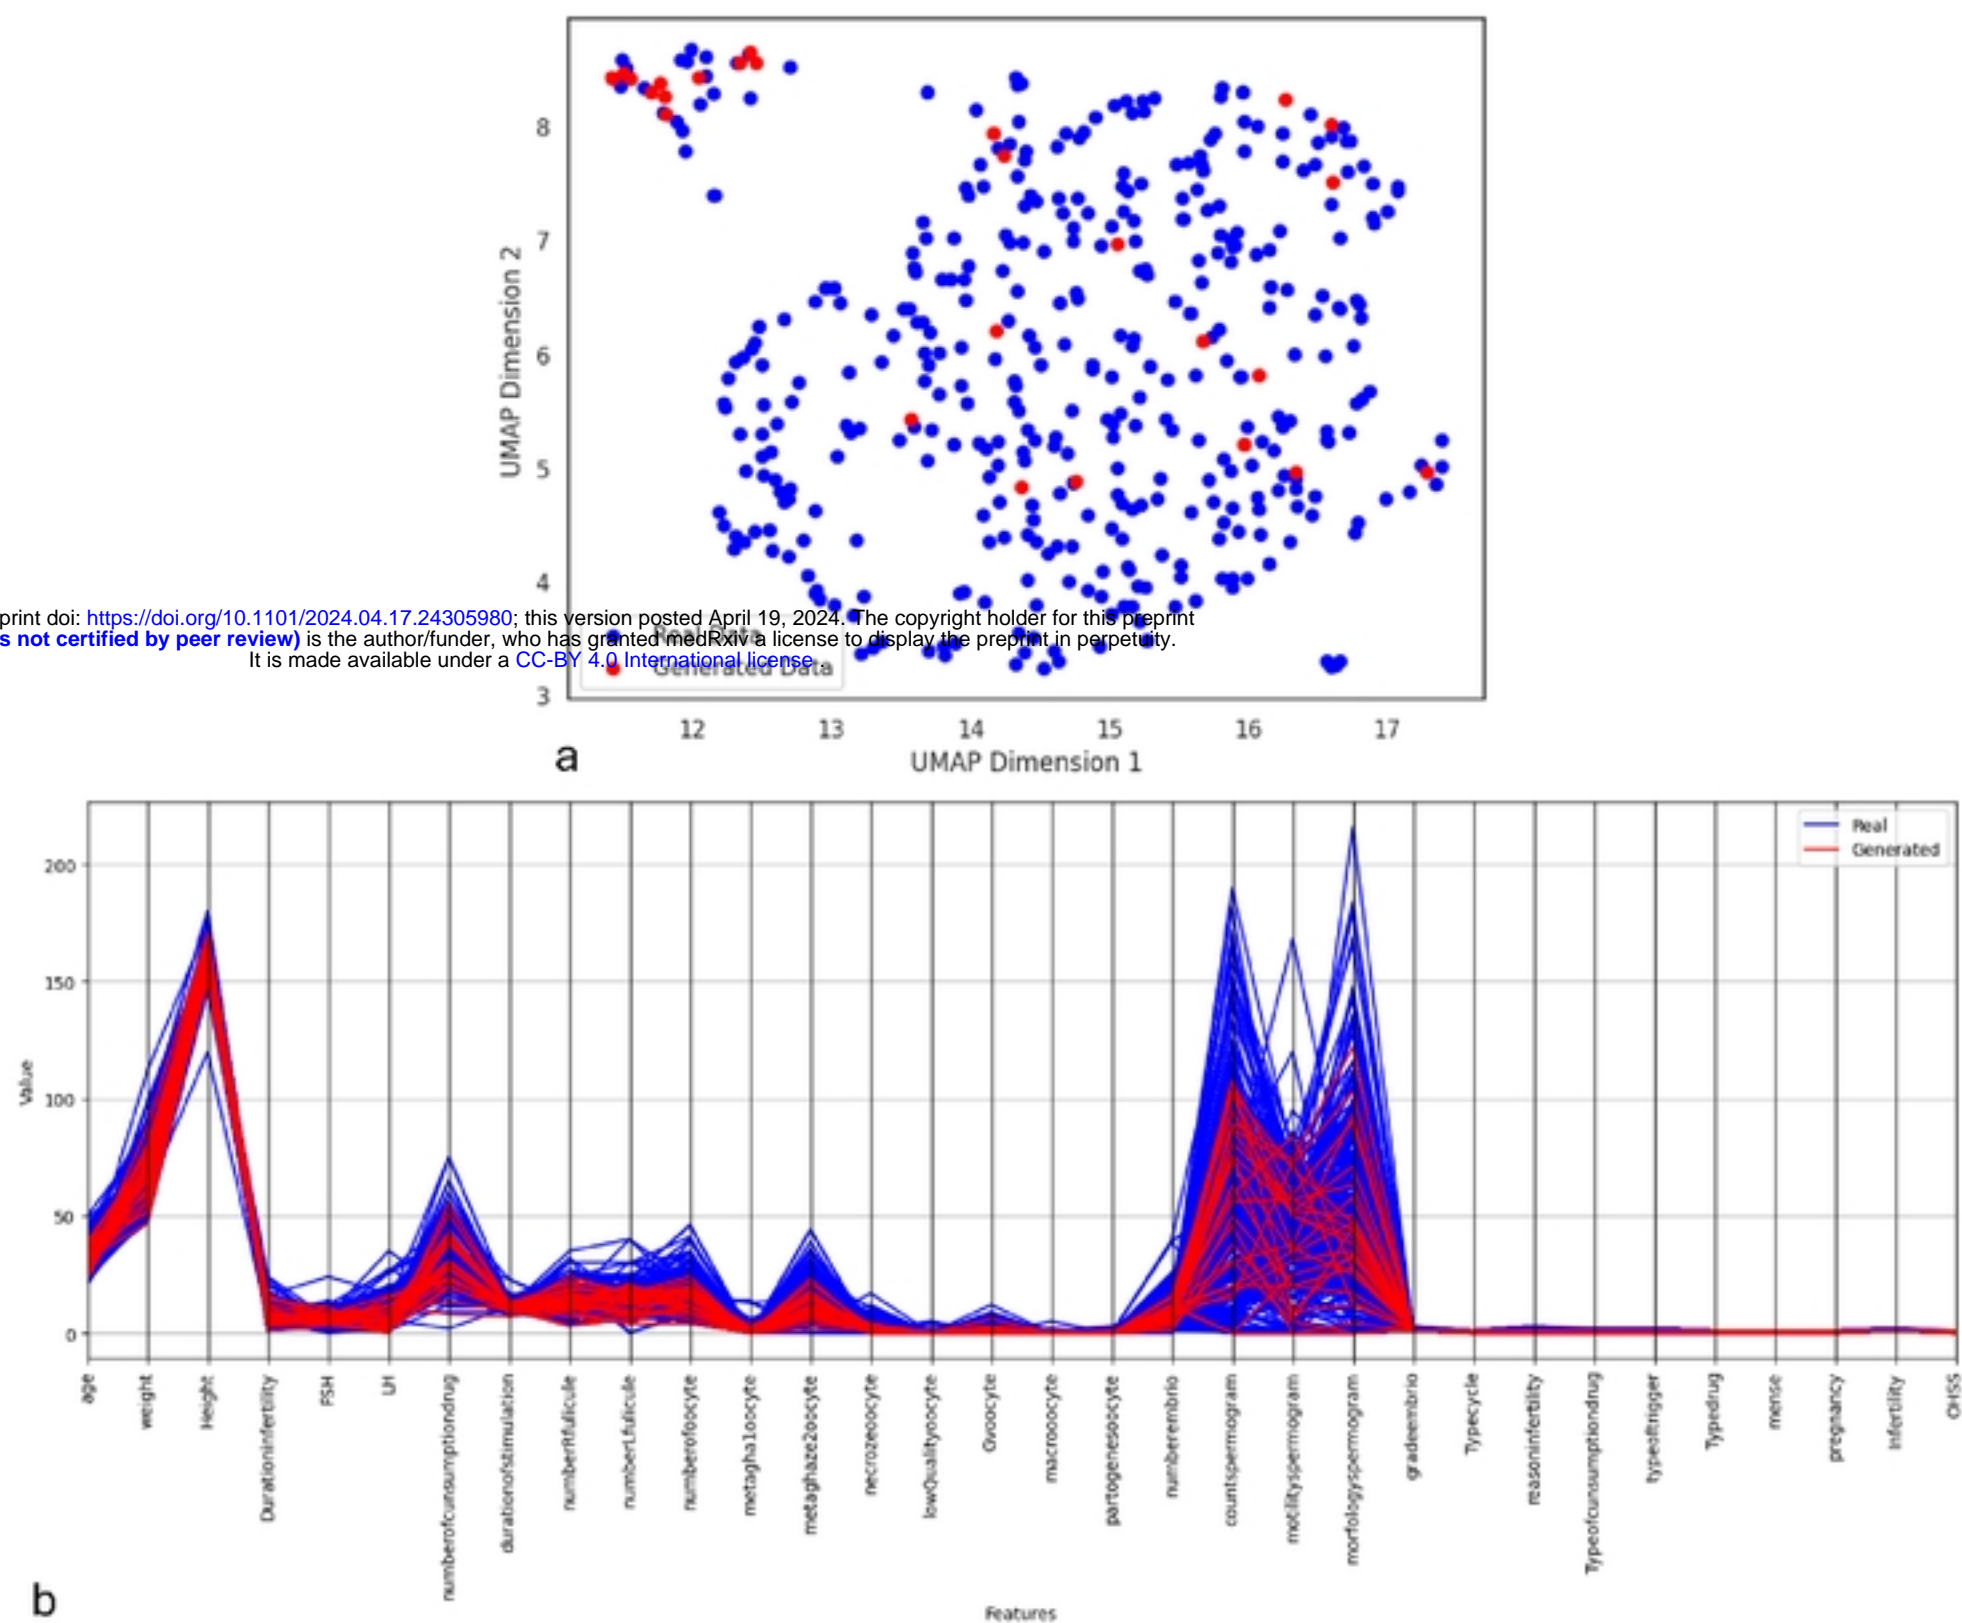 8
7
6
5
4
3
UMAP Dimension 2
print doi: https://doi.org/10.1101/2024.04.17.24305980; this version posted April 19, 2024. The copyright holder for this preprint
s not certified by peer review) is the author/funder, who has granted medRxiv a license to display the preprint in perpetuity.
It is made available under a CC-BY 4.0 International license .
Real Data
Generated Data
12 13 14 15 16 17
UMAP Dimension 1
a
Real
Generated
200
150
100
50
0
Value
age
weight
Height
Durationinfertility
FSH
LH
numberofcunsumptiondrug
durationofstimulation
numberRfulicule
numberLfulicule
numberofoocyte
metagha1oocyte
metaghaze2oocyte
necrozeoocyte
lowQualityoocyte
Gvoocyte
macrooocyte
partogenesoocyte
numberembrio
countspermogram
motilityspermogram
morfologyspermogram
gradeembrio
Typecycle
reasoninfertility
Typeofcunsumptiondrug
typeoftrigger
Typedrug
mense
pregnancy
Infertility
OHSS
Features
b